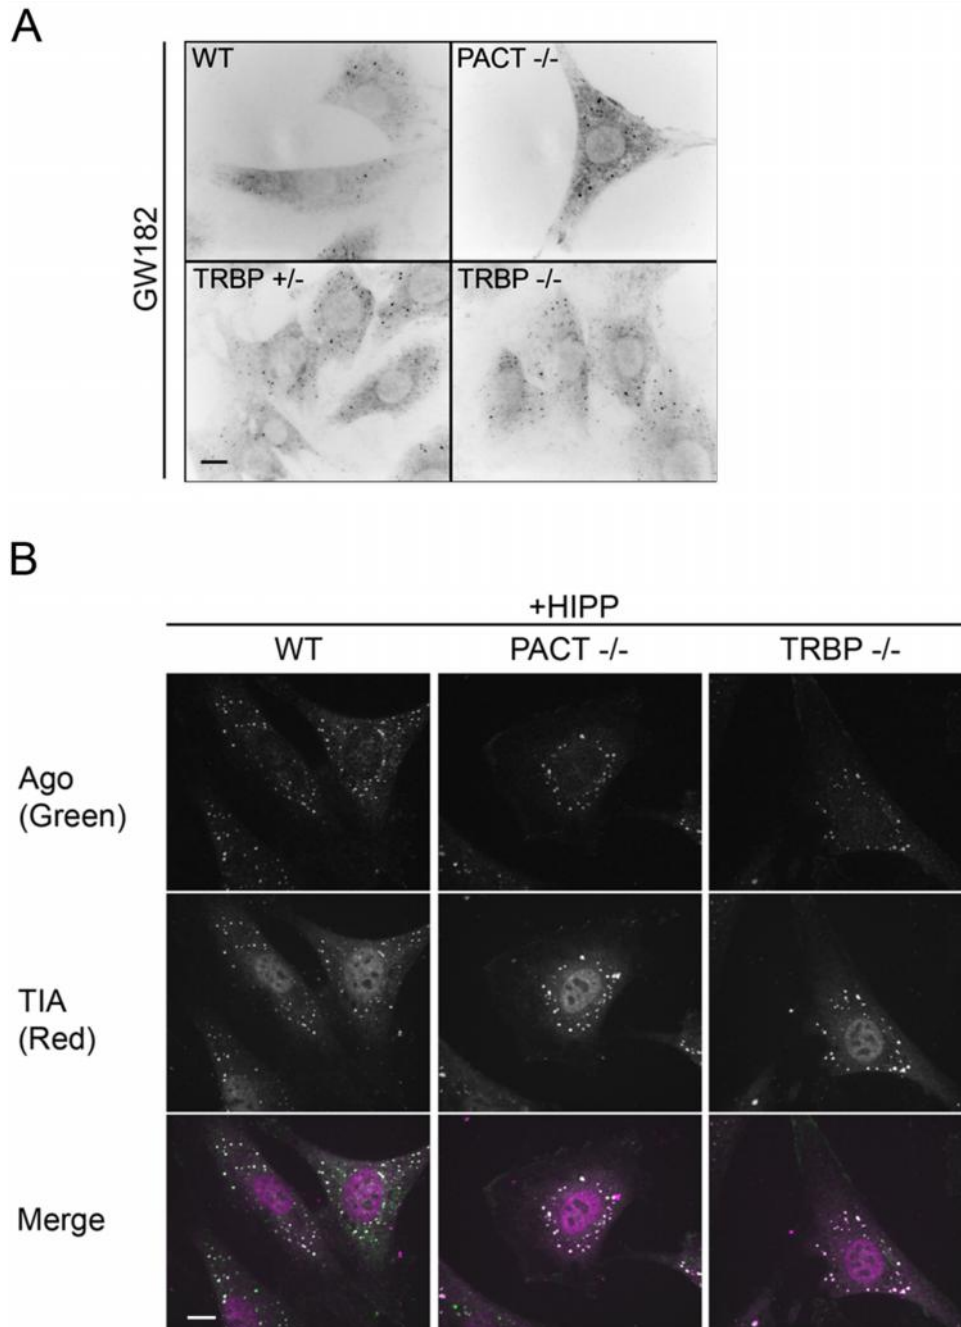 A
GW182
WT
PACT -/-
TRBP +/-
TRBP -/-
B
+HIPP
WT
PACT -/-
TRBP -/-
Ago
(Green)
TIA
(Red)
Merge